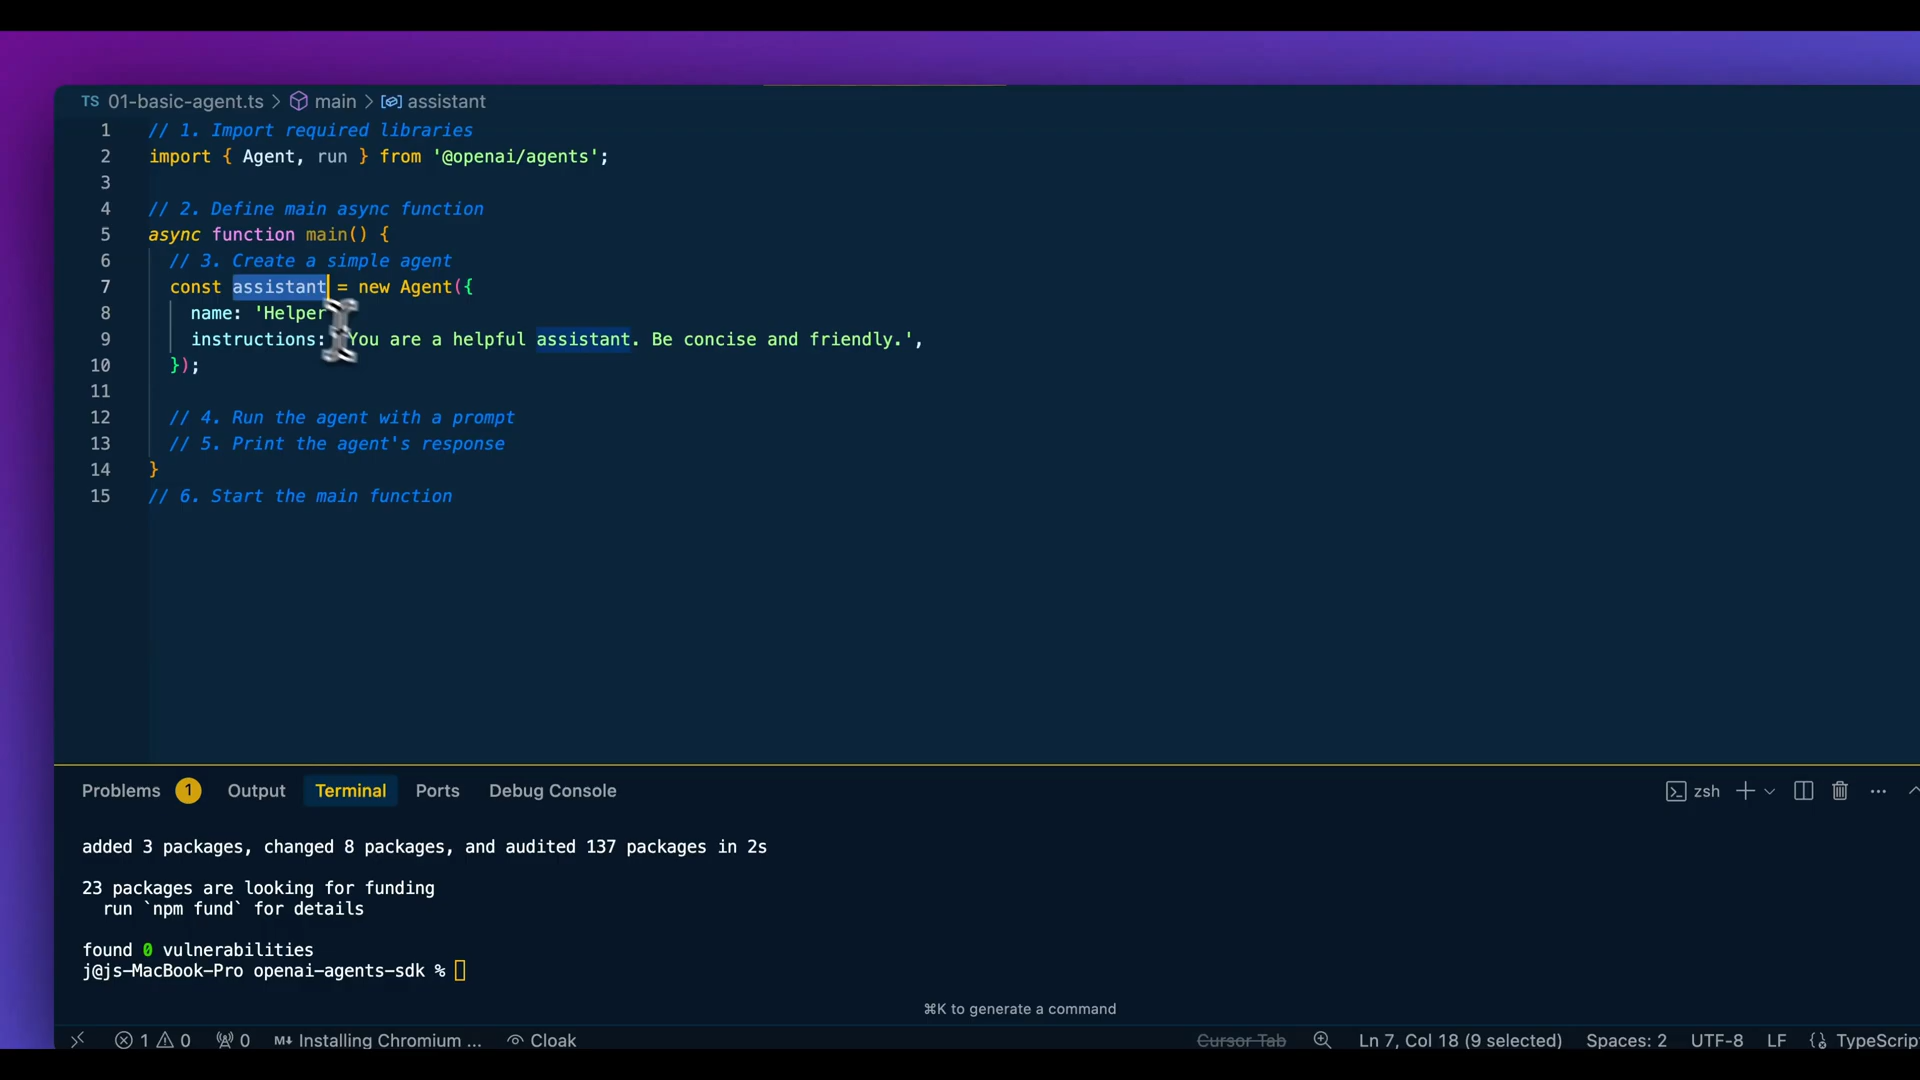 TS 01-basic-agent.ts > main > assistant
1 // 1. Import required libraries
2 import { Agent, run } from '@openai/agents';
3
4 // 2. Define main async function
5 async function main() {
6 // 3. Create a simple agent
7 const assistant = new Agent({
8 name: 'Helper
9 instructions: You are a helpful assistant. Be concise and friendly.',
10 });
11
12 // 4. Run the agent with a prompt
13 // 5. Print the agent's response
14 }
15 // 6. Start the main function
Problems 1 Output Terminal Ports Debug Console zsh
added 3 packages, changed 8 packages, and audited 137 packages in 2s
23 packages are looking for funding
run `npm fund` for details
found 0 vulnerabilities
j@js-MacBook-Pro openai-agents-sdk %
⌘K to generate a command
1 0 0 Installing Chromium ... Cloak Cursor Tab Ln 7, Col 18 (9 selected) Spaces: 2 UTF-8 LF TypeScrip